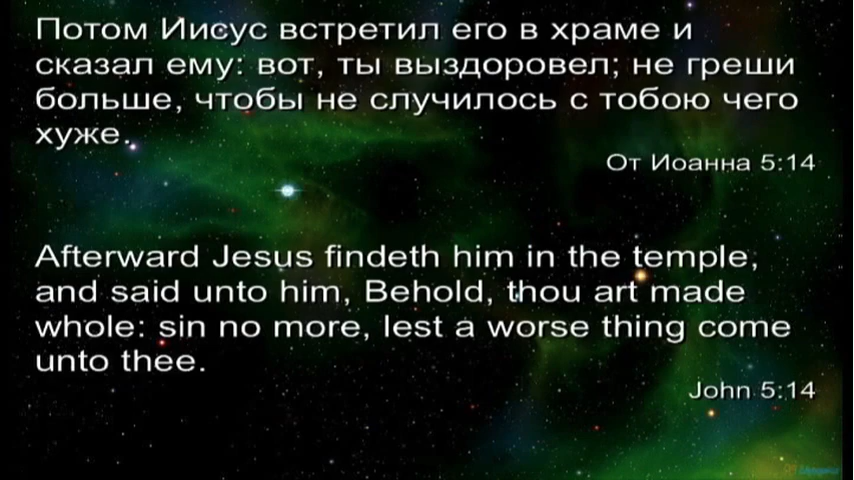 Потом Иисус встретил его в храме и
сказал ему: вот, ты выздоровел; не греши
больше, чтобы не случилось с тобою чего
хуже.
От Иоанна 5:14
Afterward Jesus findeth him in the temple,
and said unto him, Behold, thou art made
whole: sin no more, lest a worse thing come
unto thee.
John 5:14